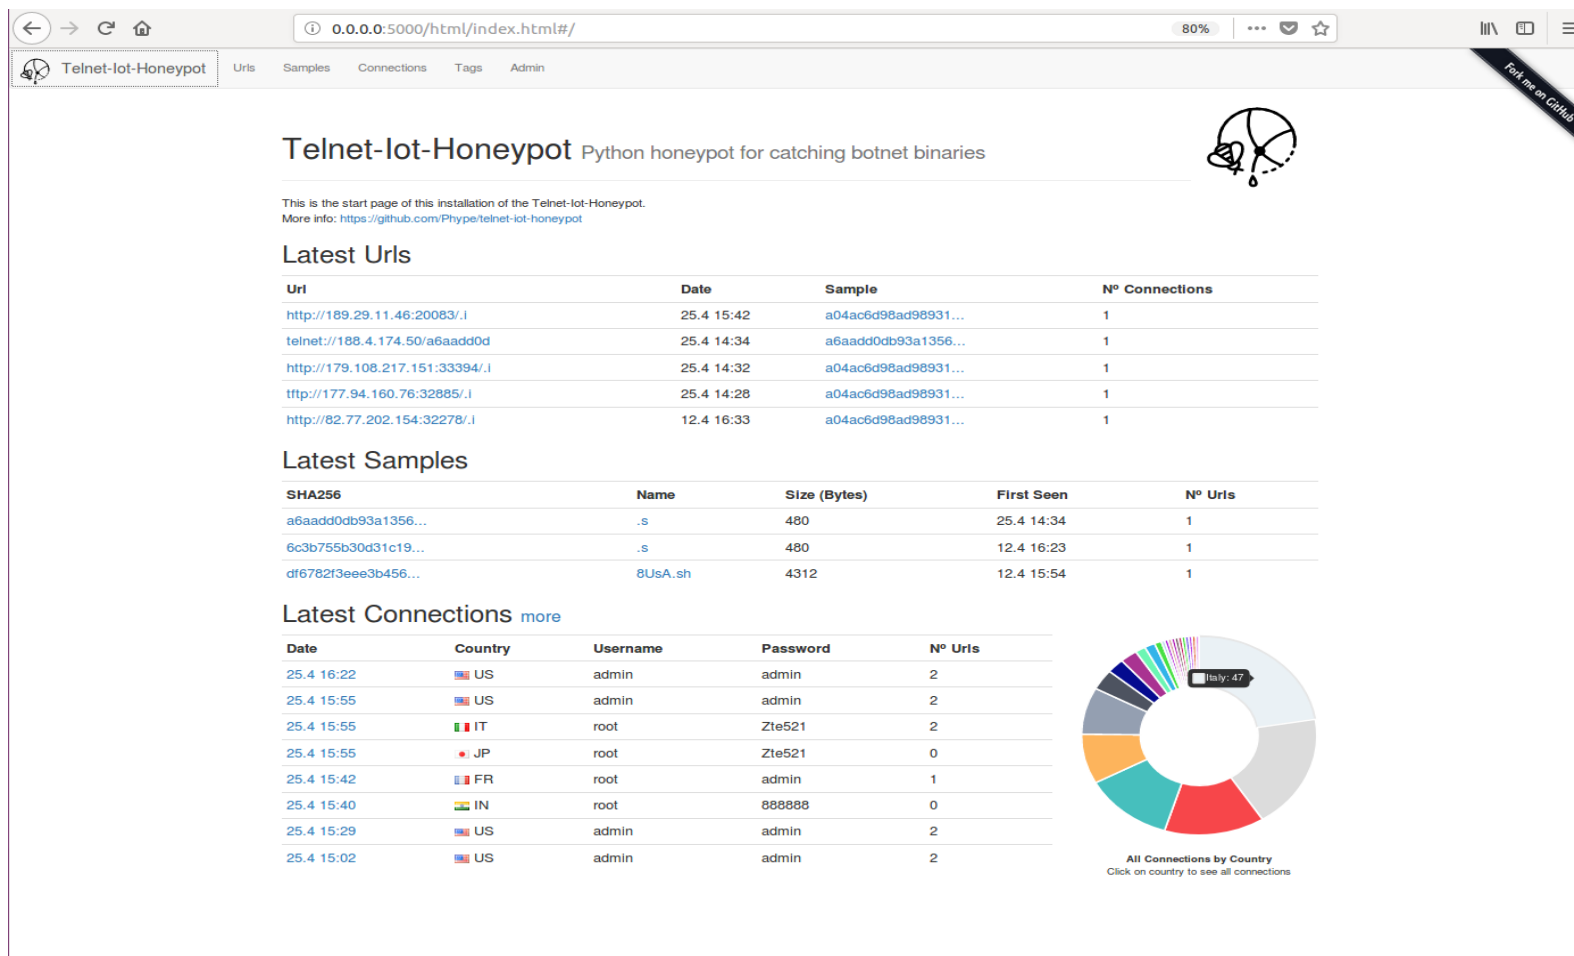 0.0.0.0:5000/html/index.html#/ 80%
Telnet-Iot-Honeypot Urls Samples Connections Tags Admin
Fork me on GitHub
Telnet-Iot-Honeypot Python honeypot for catching botnet binaries
This is the start page of this installation of the Telnet-Iot-Honeypot.
More info: https://github.com/Phype/telnet-iot-honeypot
Latest Urls
Url Date Sample Nº Connections
http://189.29.11.46:20083/.i 25.4 15:42 a04ac6d98ad98931... 1
telnet://188.4.174.50/a6aadd0d 25.4 14:34 a6aadd0db93a1356... 1
http://179.108.217.151:33394/.i 25.4 14:32 a04ac6d98ad98931... 1
tftp://177.94.160.76:32885/.i 25.4 14:28 a04ac6d98ad98931... 1
http://82.77.202.154:32278/.i 12.4 16:33 a04ac6d98ad98931... 1
Latest Samples
SHA256 Name Size (Bytes) First Seen Nº Urls
a6aadd0db93a1356... .s 480 25.4 14:34 1
6c3b755b30d31c19... .s 480 12.4 16:23 1
df6782f3eee3b456... 8UsA.sh 4312 12.4 15:54 1
Latest Connections more
Date Country Username Password Nº Urls
25.4 16:22 US admin admin 2
25.4 15:55 US admin admin 2
25.4 15:55 IT root Zte521 2
25.4 15:55 JP root Zte521 0
25.4 15:42 FR root admin 1
25.4 15:40 IN root 888888 0
25.4 15:29 US admin admin 2
25.4 15:02 US admin admin 2
Italy: 47
All Connections by Country
Click on country to see all connections